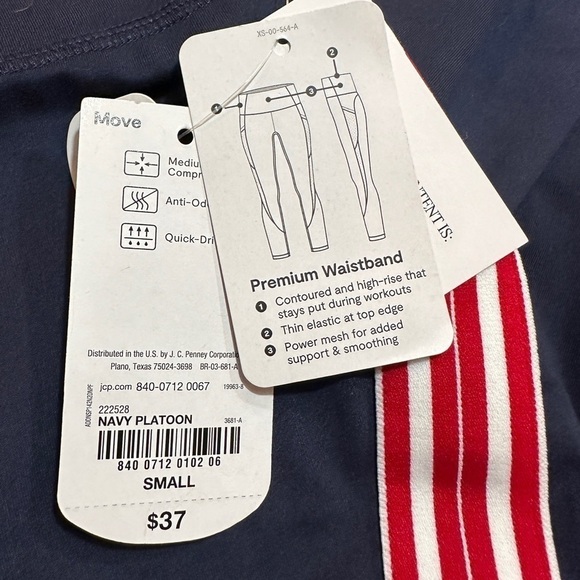 Move
Medium
Compr
Anti-Od
Quick-Dri
Distributed in the U.S. by J. C. Penney Corporatio
Plano, Texas 75024-3698 BR-03-681-A
jcp.com 840-0712 0067 19963-8
222528
NAVY PLATOON 3681-A
840 0712 0102 06
SMALL
$37
XS-00-564-A
2
3
1
Premium Waistband
1 Contoured and high-rise that
stays put during workouts
2 Thin elastic at top edge
3 Power mesh for added
support & smoothing
TENT IS: